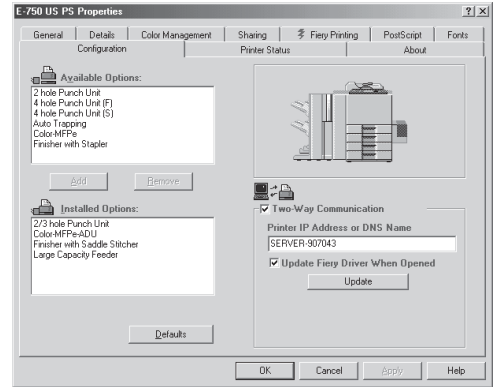 E-750 US PS Properties
General Details Color Management Sharing Fiery Printing PostScript Fonts
Configuration Printer Status About
Available Options:
2 hole Punch Unit
4 hole Punch Unit (F)
4 hole Punch Unit (S)
Auto Trapping
Color-MFPe
Finisher with Stapler
Add Remove
Installed Options:
2/3 hole Punch Unit
Color-MFPe-ADU
Finisher with Saddle Stitcher
Large Capacity Feeder
Defaults
Two-Way Communication
Printer IP Address or DNS Name
SERVER-907043
Update Fiery Driver When Opened
Update
OK Cancel Apply Help